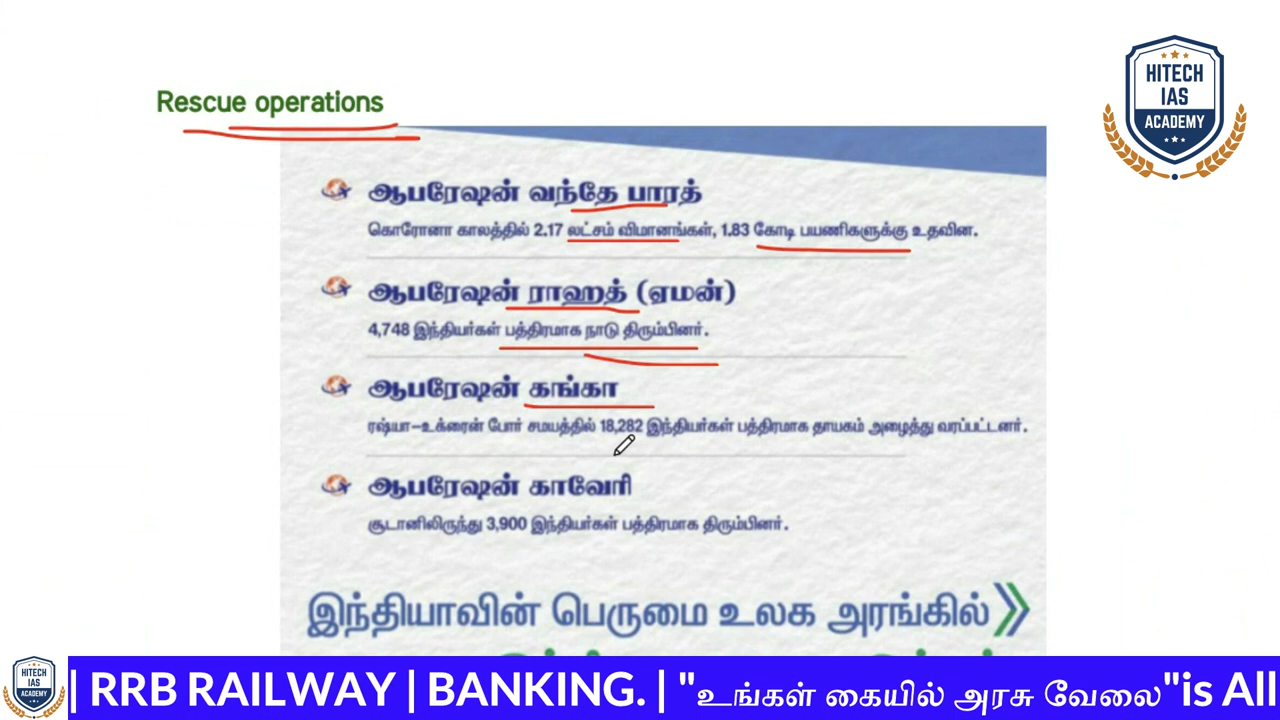 HITECH
IAS
ACADEMY
Rescue operations
ஆபரேஷன் வந்தே பாரத்
கொரோனா காலத்தில் 2.17 லட்சம் விமானங்கள், 1.83 கோடி பயணிகளுக்கு உதவின.
ஆபரேஷன் ராஹத் (ஏமன்)
4,748 இந்தியர்கள் பத்திரமாக நாடு திரும்பினர்.
ஆபரேஷன் கங்கா
ரஷ்யா-உக்ரைன் போர் சமயத்தில் 18,282 இந்தியர்கள் பத்திரமாக தாயகம் அழைத்து வரப்பட்டனர்.
ஆபரேஷன் காவேரி
சூடானிலிருந்து 3,900 இந்தியர்கள் பத்திரமாக திரும்பினர்.
இந்தியாவின் பெருமை உலக அரங்கில்
HITECH
IAS
ACADEMY
| RRB RAILWAY | BANKING. | "உங்கள் கையில் அரசு வேலை"is All